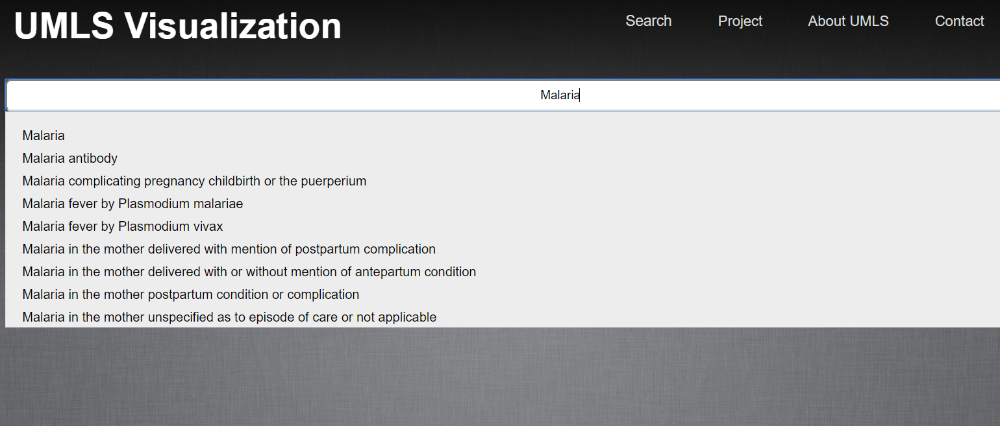 UMLS Visualization
Search Project About UMLS Contact
Malaria
Malaria
Malaria antibody
Malaria complicating pregnancy childbirth or the puerperium
Malaria fever by Plasmodium malariae
Malaria fever by Plasmodium vivax
Malaria in the mother delivered with mention of postpartum complication
Malaria in the mother delivered with or without mention of antepartum condition
Malaria in the mother postpartum condition or complication
Malaria in the mother unspecified as to episode of care or not applicable